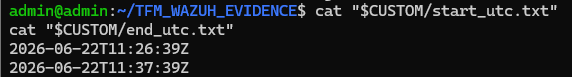 admin@admin:~/TFM_WAZUH_EVIDENCE$ cat "$CUSTOM/start_utc.txt"
cat "$CUSTOM/end_utc.txt"
2026-06-22T11:26:39Z
2026-06-22T11:37:39Z